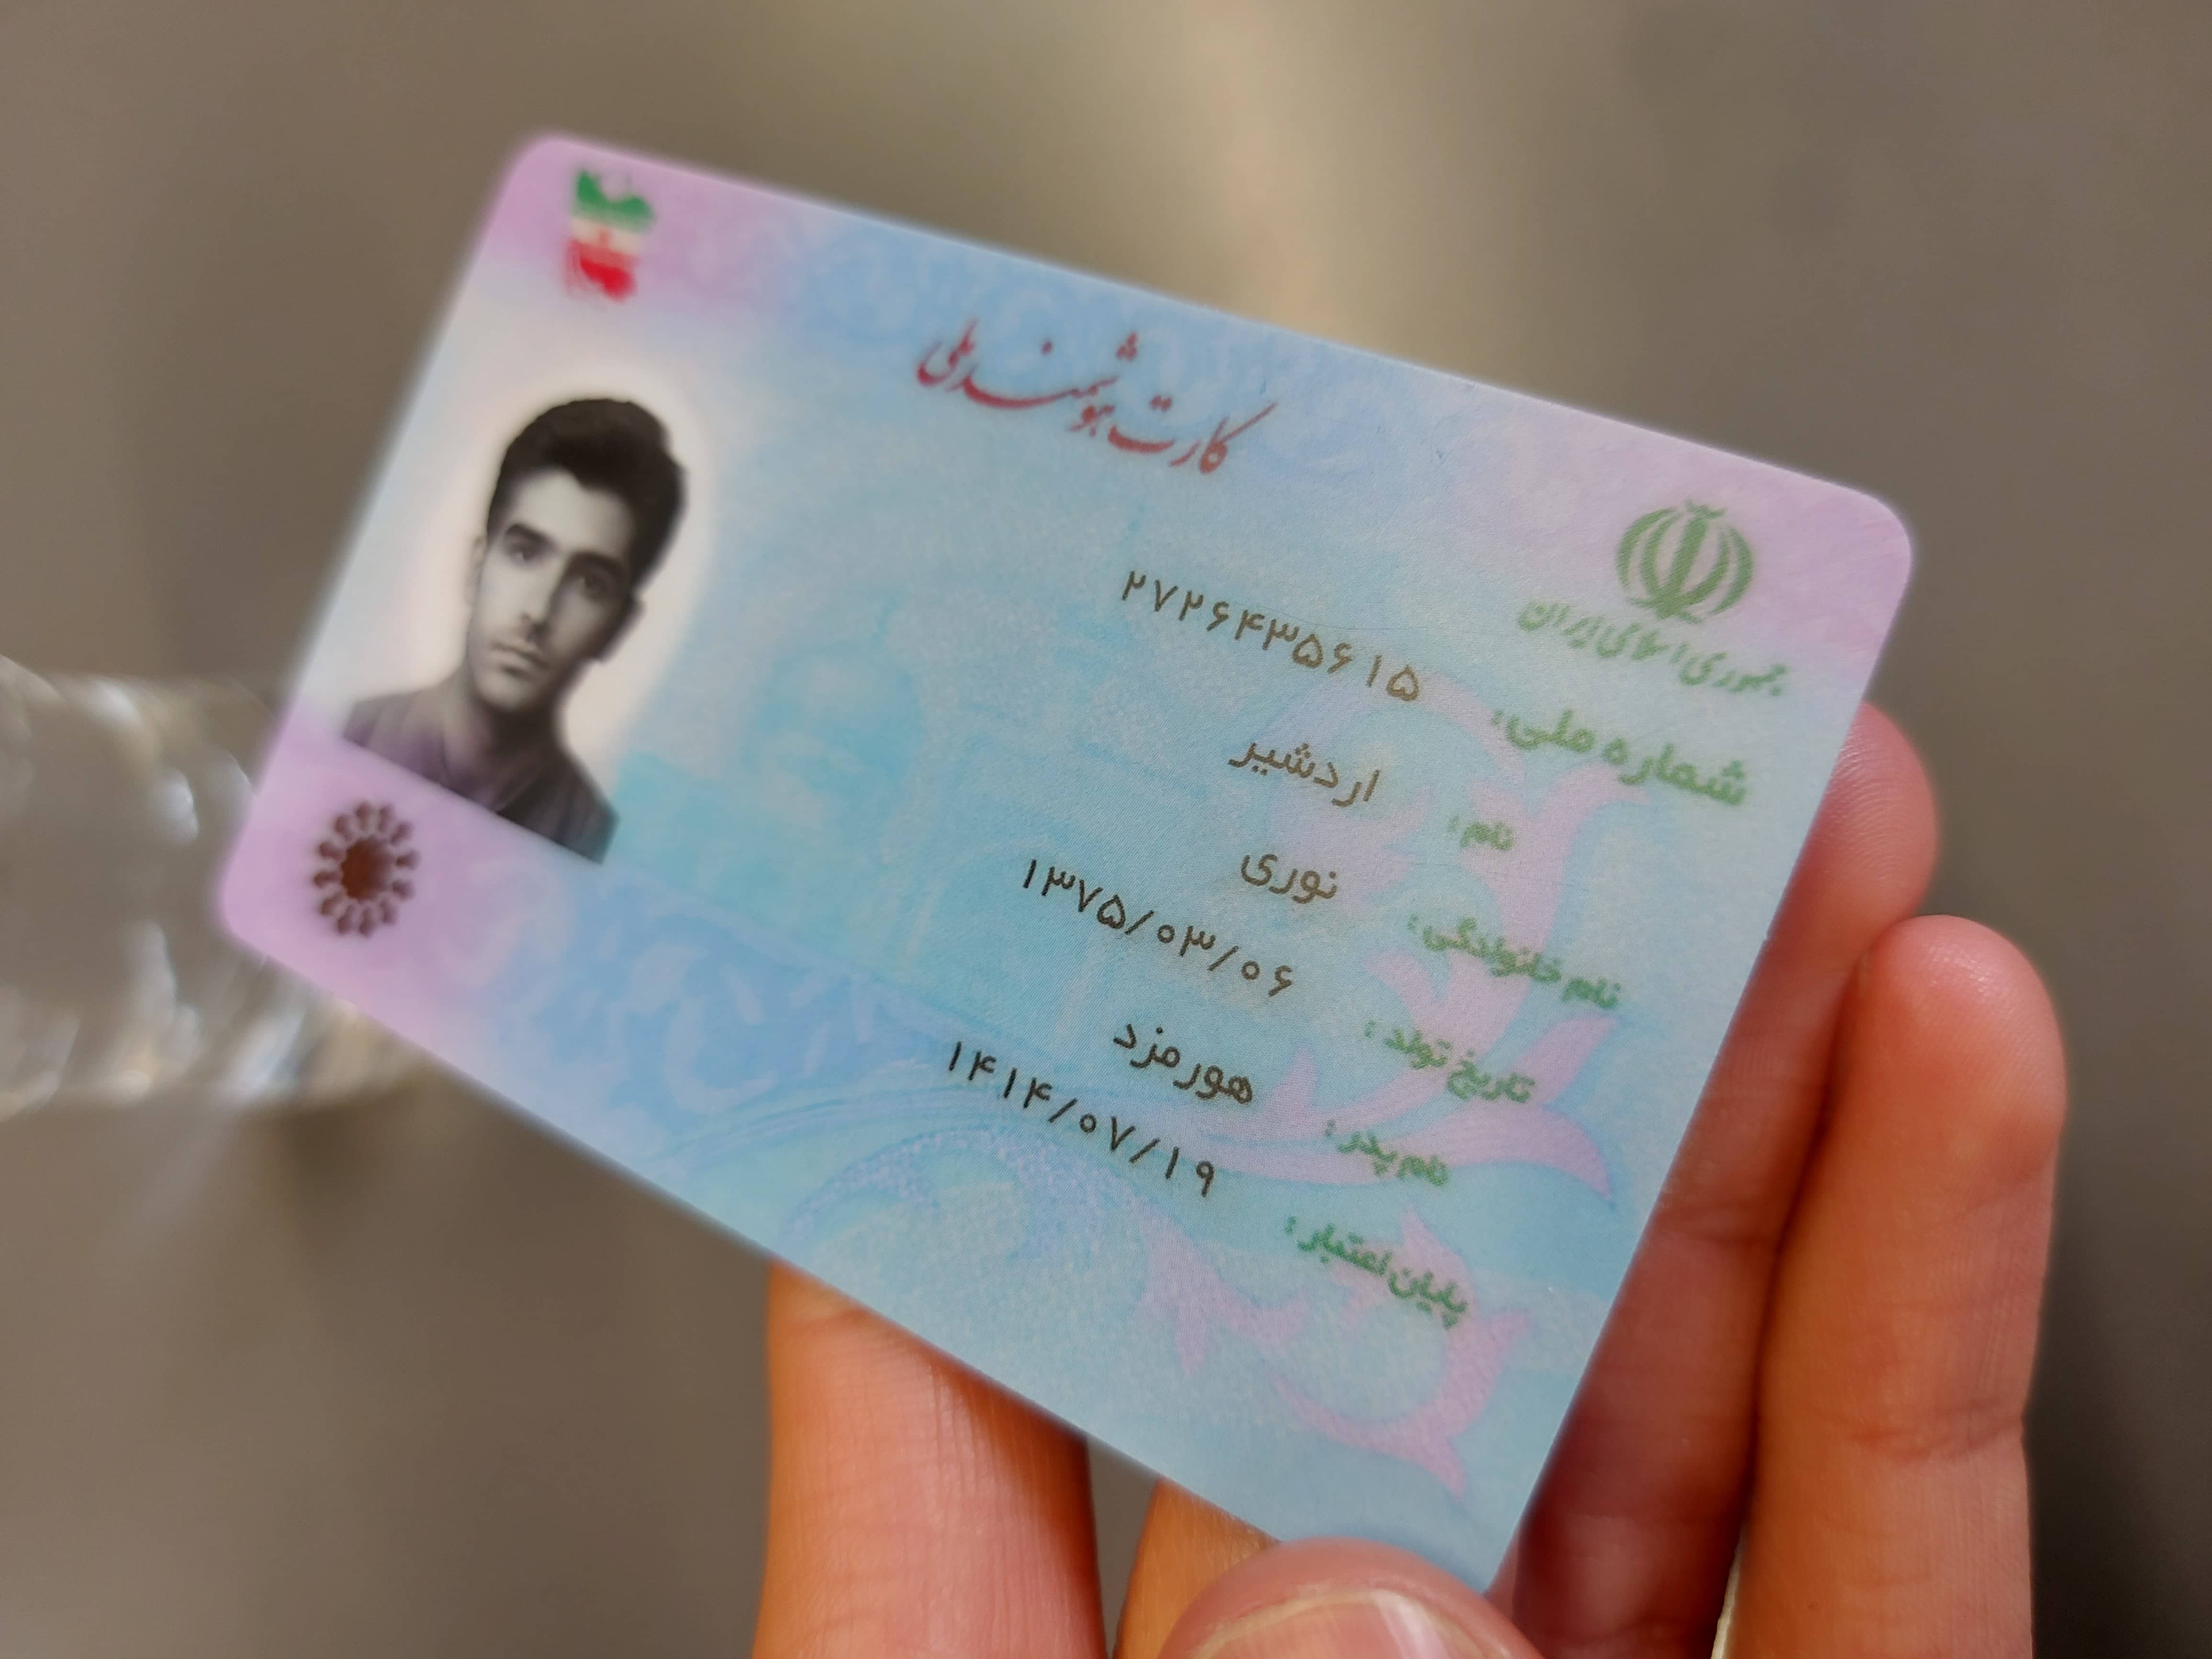 کارت هوشمند ملی
جمهوری اسلامی ایران
شماره ملی: ۲۷۲۶۴۳۵۶۱۵
نام: اردشیر
نام خانوادگی: نوری
تاریخ تولد: ۱۳۷۵/۰۳/۰۶
نام پدر: هورمزد
پایان اعتبار: ۱۴۱۴/۰۷/۱۹